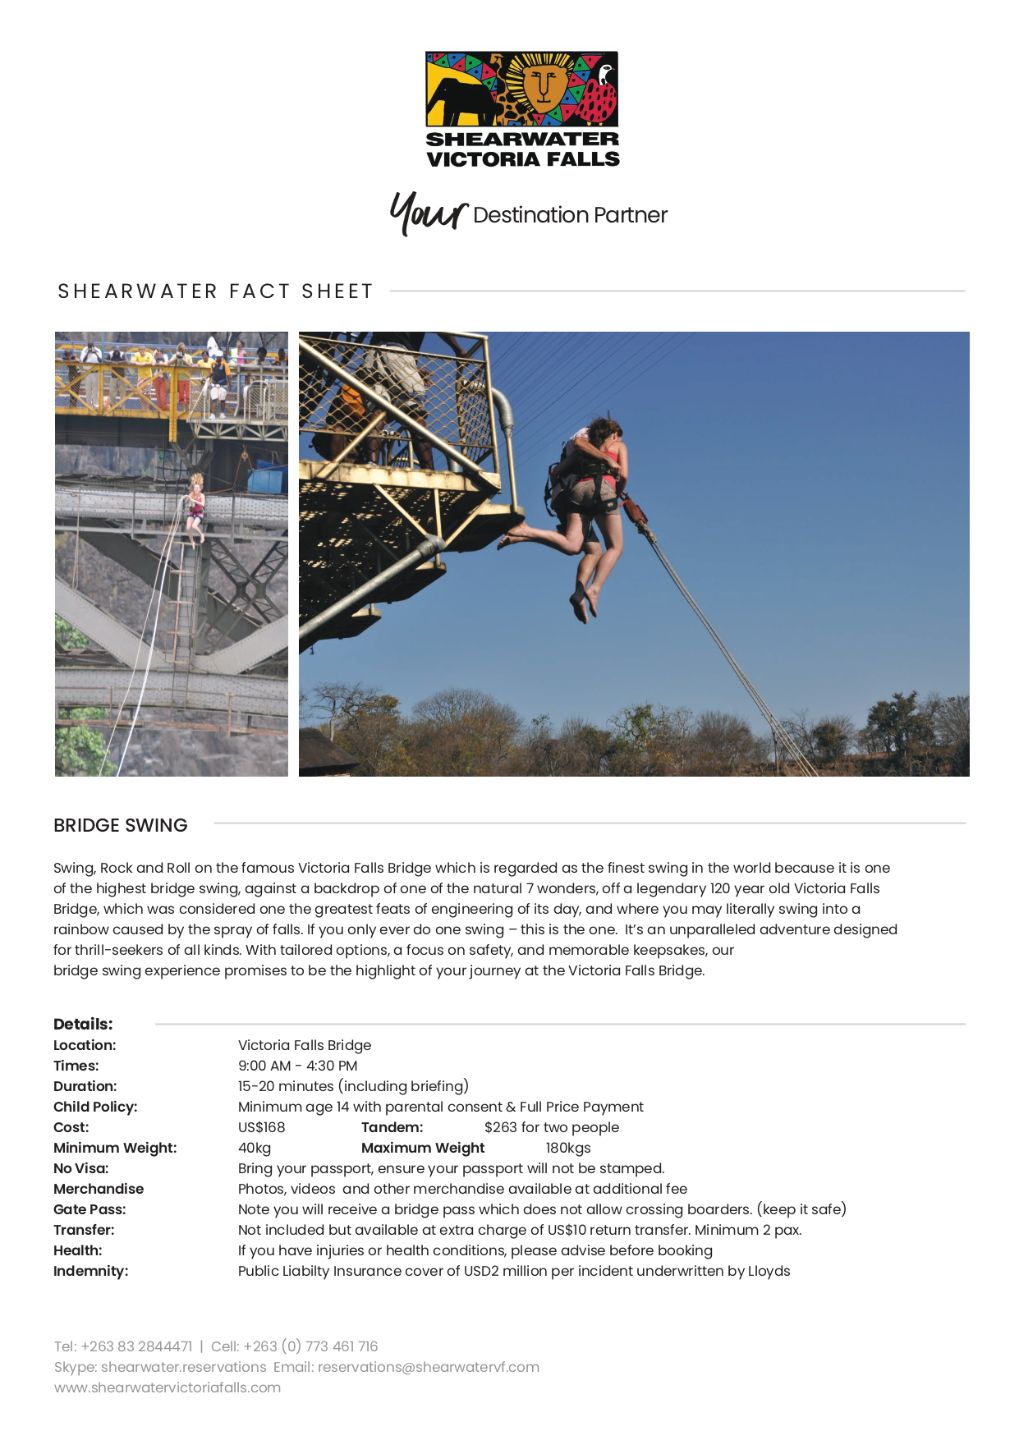 SHEARWATER
VICTORIA FALLS
Your Destination Partner
SHEARWATER FACT SHEET
BRIDGE SWING
Swing, Rock and Roll on the famous Victoria Falls Bridge which is regarded as the finest swing in the world because it is one
of the highest bridge swing, against a backdrop of one of the natural 7 wonders, off a legendary 120 year old Victoria Falls
Bridge, which was considered one the greatest feats of engineering of its day, and where you may literally swing into a
rainbow caused by the spray of falls. If you only ever do one swing – this is the one. It's an unparalleled adventure designed
for thrill-seekers of all kinds. With tailored options, a focus on safety, and memorable keepsakes, our
bridge swing experience promises to be the highlight of your journey at the Victoria Falls Bridge.
Details:
Location: Victoria Falls Bridge
Times: 9:00 AM - 4:30 PM
Duration: 15-20 minutes (including briefing)
Child Policy: Minimum age 14 with parental consent & Full Price Payment
Cost: US$168 Tandem: $263 for two people
Minimum Weight: 40kg Maximum Weight 180kgs
No Visa: Bring your passport, ensure your passport will not be stamped.
Merchandise Photos, videos and other merchandise available at additional fee
Gate Pass: Note you will receive a bridge pass which does not allow crossing boarders. (keep it safe)
Transfer: Not included but available at extra charge of US$10 return transfer. Minimum 2 pax.
Health: If you have injuries or health conditions, please advise before booking
Indemnity: Public Liabilty Insurance cover of USD2 million per incident underwritten by Lloyds
Tel: +263 83 2844471 | Cell: +263 (0) 773 461 716
Skype: shearwater.reservations Email: reservations@shearwatervf.com
www.shearwatervictoriafalls.com